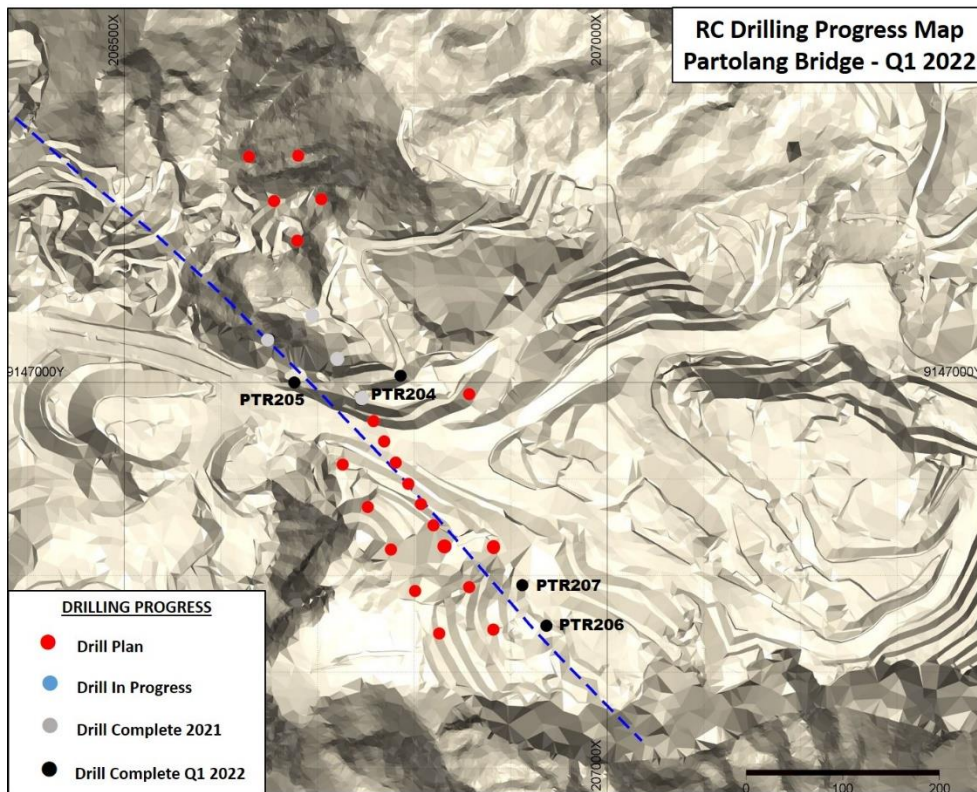 RC Drilling Progress Map
Partolang Bridge - Q1 2022
206500X
207000X
9147000Y
9147000Y
PTR205
PTR204
PTR207
PTR206
DRILLING PROGRESS
Drill Plan
Drill In Progress
Drill Complete 2021
Drill Complete Q1 2022
207000X
0
100
200